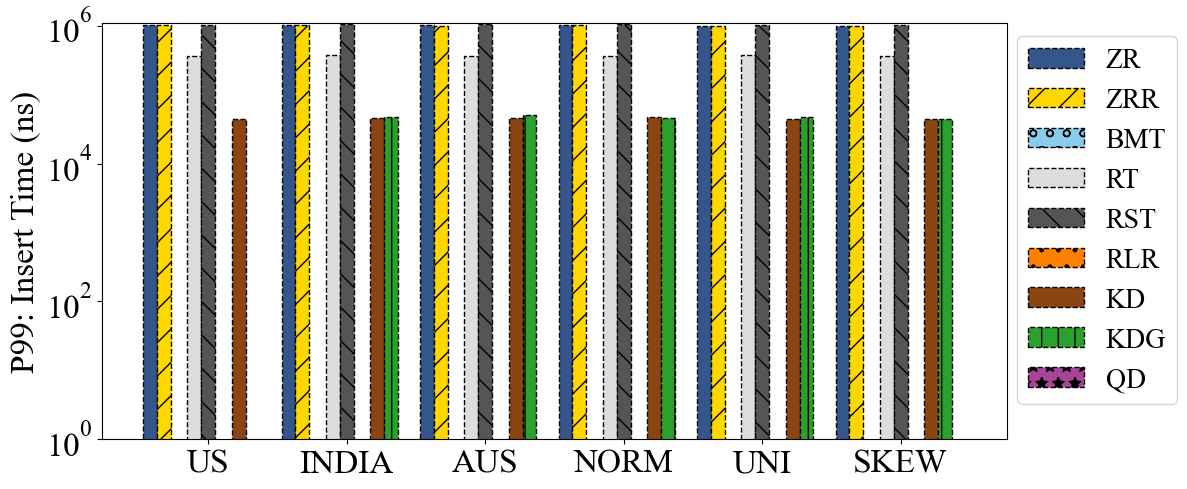 P99: Insert Time (ns)
10^6
10^4
10^2
10^0
US INDIA AUS NORM UNI SKEW
ZR
ZRR
BMT
RT
RST
RLR
KD
KDG
QD